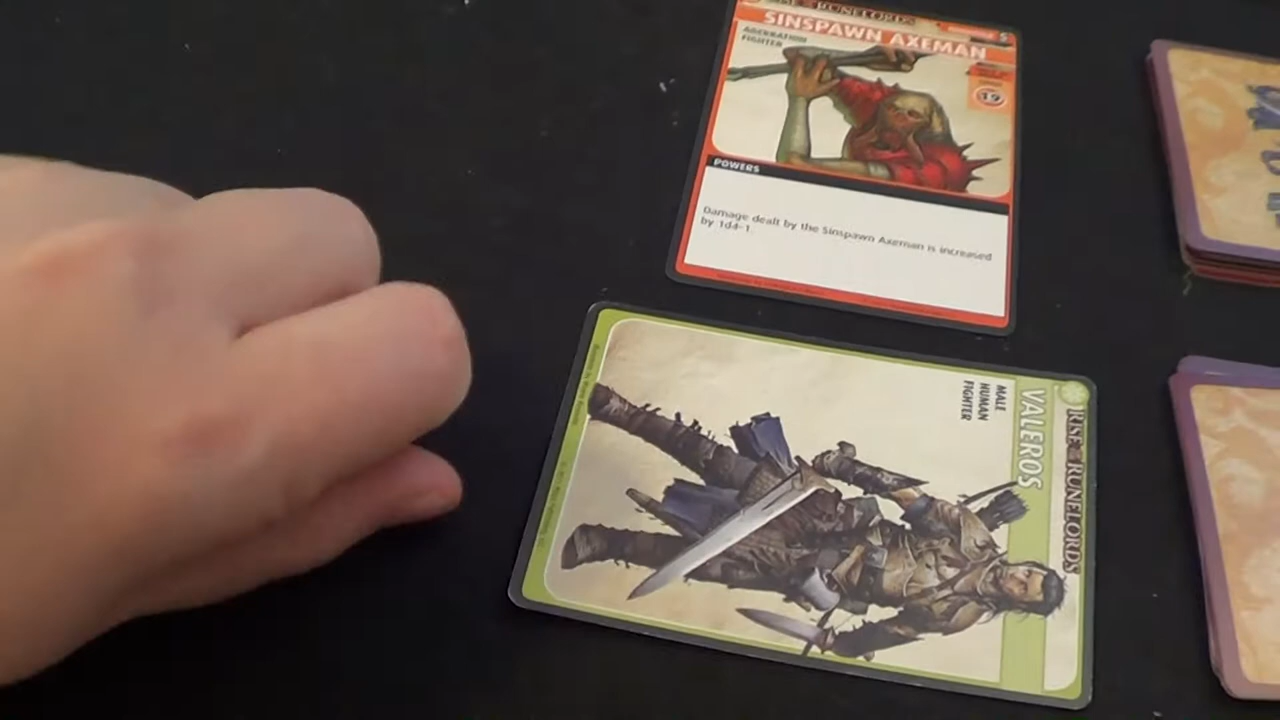 RISE OF THE RUNELORDS
SINSPAWN AXEMAN
ABERRATION
FIGHTER
19
POWERS
Damage dealt by the Sinspawn Axeman is increased
by 1d4-1.
RISE OF THE RUNELORDS
VALEROS
MALE
HUMAN
FIGHTER